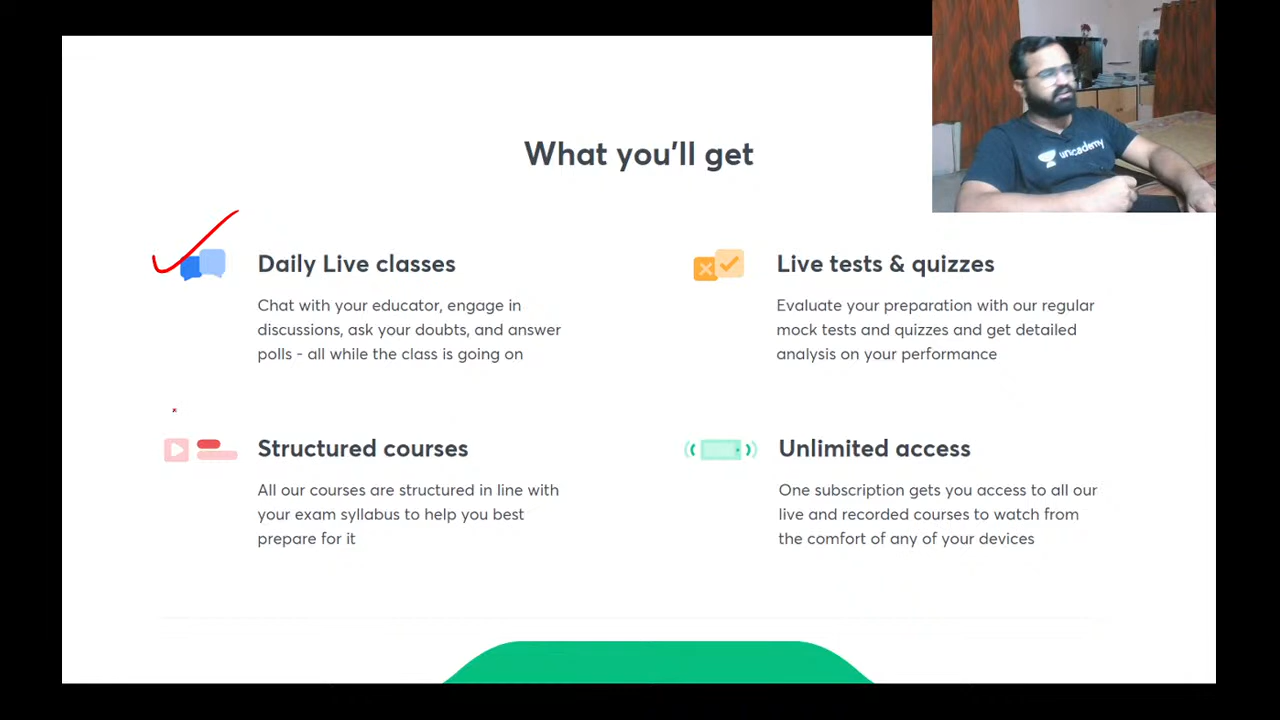 What you'll get
unacademy
Daily Live classes
Chat with your educator, engage in
discussions, ask your doubts, and answer
polls - all while the class is going on
Live tests & quizzes
Evaluate your preparation with our regular
mock tests and quizzes and get detailed
analysis on your performance
Structured courses
All our courses are structured in line with
your exam syllabus to help you best
prepare for it
Unlimited access
One subscription gets you access to all our
live and recorded courses to watch from
the comfort of any of your devices